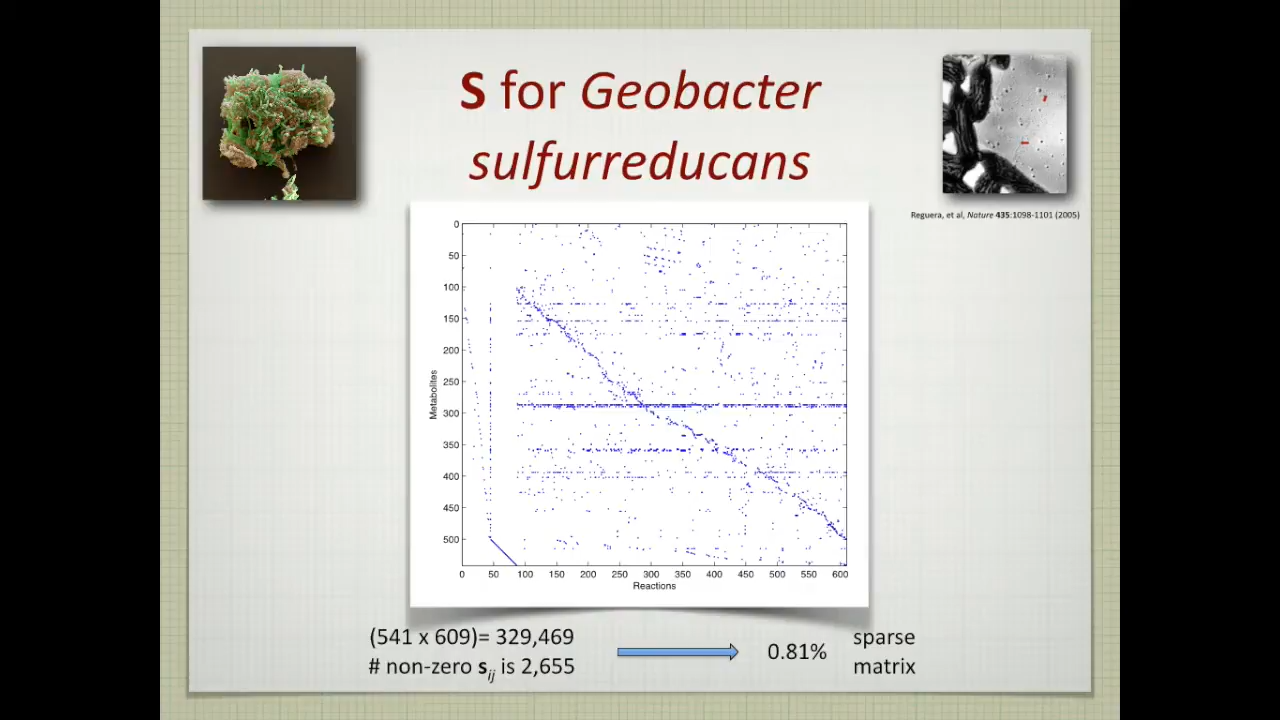 S for Geobacter
sulfurreducans
Reguera, et al, Nature 435:1098-1101 (2005)
0
50
100
150
200
250
300
350
400
450
500
Metabolites
0 50 100 150 200 250 300 350 400 450 500 550 600
Reactions
(541 x 609)= 329,469
# non-zero sij is 2,655
0.81%
sparse
matrix